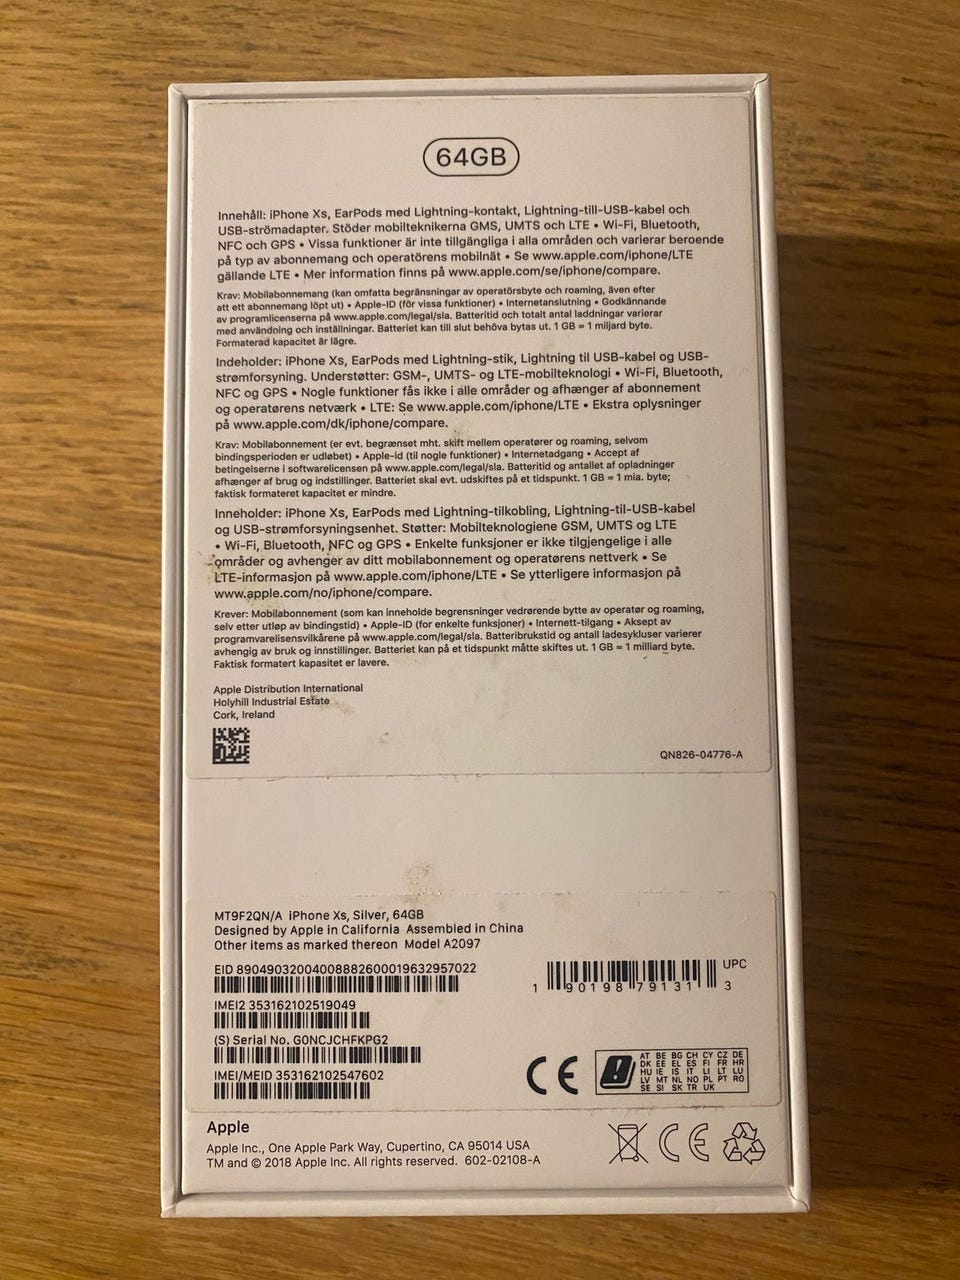 64GB
Innehåll: iPhone Xs, EarPods med Lightning-kontakt, Lightning-till-USB-kabel och
USB-strömadapter. Stöder mobilteknikerna GMS, UMTS och LTE • Wi-Fi, Bluetooth,
NFC och GPS • Vissa funktioner är inte tillgängliga i alla områden och varierar beroende
på typ av abonnemang och operatörens mobilnät • Se www.apple.com/iphone/LTE
gällande LTE • Mer information finns på www.apple.com/se/iphone/compare.
Krav: Mobilabonnemang (kan omfatta begränsningar av operatörsbyte och roaming, även efter
att ett abonnemang löpt ut) • Apple-ID (för vissa funktioner) • Internetanslutning • Godkännande
av programlicenserna på www.apple.com/legal/sla. Batteritid och totalt antal laddningar varierar
med användning och inställningar. Batteriet kan till slut behöva bytas ut. 1 GB = 1 miljard byte.
Formaterad kapacitet är lägre.
Indeholder: iPhone Xs, EarPods med Lightning-stik, Lightning til USB-kabel og USB-
strømforsyning. Understøtter: GSM-, UMTS- og LTE-mobilteknologi • Wi-Fi, Bluetooth,
NFC og GPS • Nogle funktioner fås ikke i alle områder og afhænger af abonnement
og operatørens netværk • LTE: Se www.apple.com/iphone/LTE • Ekstra oplysninger
på www.apple.com/dk/iphone/compare.
Krav: Mobilabonnement (er evt. begrænset mht. skift mellem operatører og roaming, selvom
bindingsperioden er udløbet) • Apple-id (til nogle funktioner) • Internetadgang • Accept af
betingelserne i softwarelicensen på www.apple.com/legal/sla. Batteritid og antallet af opladninger
afhænger af brug og indstillinger. Batteriet skal evt. udskiftes på et tidspunkt. 1 GB = 1 mia. byte;
faktisk formateret kapacitet er mindre.
Inneholder: iPhone Xs, EarPods med Lightning-tilkobling, Lightning-til-USB-kabel
og USB-strømforsyningsenhet. Støtter: Mobilteknologiene GSM, UMTS og LTE
• Wi-Fi, Bluetooth, NFC og GPS • Enkelte funksjoner er ikke tilgjengelige i alle
områder og avhenger av ditt mobilabonnement og operatørens nettverk • Se
LTE-informasjon på www.apple.com/iphone/LTE • Se ytterligere informasjon på
www.apple.com/no/iphone/compare.
Krever: Mobilabonnement (som kan inneholde begrensninger vedrørende bytte av operatør og roaming,
selv etter utløp av bindingstid) • Apple-ID (for enkelte funksjoner) • Internett-tilgang • Aksept av
programvarelisensvilkårene på www.apple.com/legal/sla. Batteribrukstid og antall ladesykluser varierer
avhengig av bruk og innstillinger. Batteriet kan på et tidspunkt måtte skiftes ut. 1 GB = 1 milliard byte.
Faktisk formatert kapasitet er lavere.
Apple Distribution International
Holyhill Industrial Estate
Cork, Ireland
QN826-04776-A
MT9F2QN/A iPhone Xs, Silver, 64GB
Designed by Apple in California Assembled in China
Other items as marked thereon Model A2097
EID 89049032004008882600019632957022
UPC
1 90198 79131 3
IMEI2 353162102519049
(S) Serial No. G0NCJCHFKPG2
IMEI/MEID 353162102547602
CE
AT BE BG CH CY CZ DE
DK EE EL ES FI FR HR
HU IE IS IT LI LT LU
LV MT NL NO PL PT RO
SE SI SK TR UK
Apple
Apple Inc., One Apple Park Way, Cupertino, CA 95014 USA
TM and © 2018 Apple Inc. All rights reserved. 602-02108-A
CE